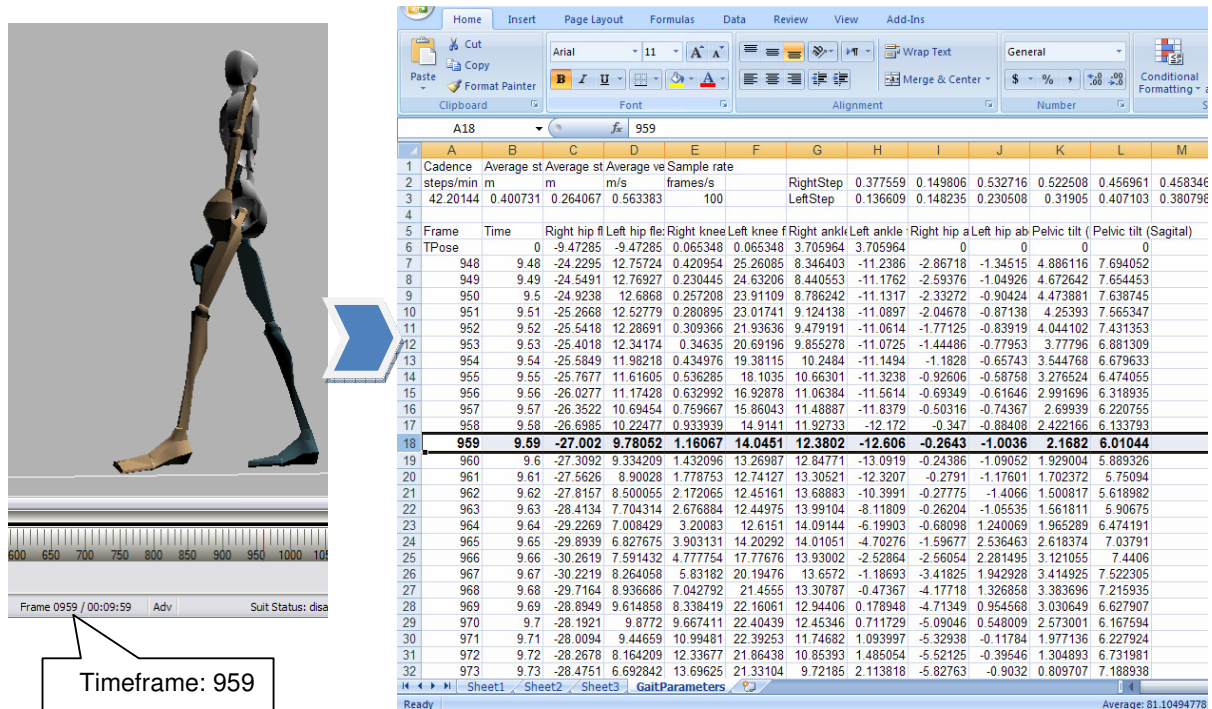 Home Insert Page Layout Formulas Data Review View Add-Ins
Cut
Copy
Format Painter
Paste
Clipboard
Arial 11 A A
B I U A
Font
Wrap Text
Merge & Center
Alignment
General
$ % , .00 .0
Number
Conditional
Formatting
A18 fx 959
A B C D E F G H I J K L M
1 Cadence Average st Average st Average ve Sample rate
2 steps/min m m m/s frames/s RightStep 0.377559 0.149806 0.532716 0.522508 0.456961 0.458346
3 42.20144 0.400731 0.264067 0.563383 100 LeftStep 0.136609 0.148235 0.230508 0.31905 0.407103 0.380798
4
5 Frame Time Right hip fl Left hip fle Right knee Left knee f Right ankle Left ankle Right hip a Left hip ab Pelvic tilt ( Pelvic tilt (Sagital)
6 TPose 0 -9.47285 -9.47285 0.065348 0.065348 3.705964 3.705964 0 0 0 0
7 948 9.48 -24.2295 12.75724 0.420954 25.26085 8.346403 -11.2386 -2.86718 -1.34515 4.886116 7.694052
8 949 9.49 -24.5491 12.76927 0.230445 24.63206 8.440553 -11.1762 -2.59376 -1.04926 4.672642 7.654453
9 950 9.5 -24.9238 12.6868 0.257208 23.91109 8.786242 -11.1317 -2.33272 -0.90424 4.473881 7.638745
10 951 9.51 -25.2668 12.52779 0.280895 23.01741 9.124138 -11.0897 -2.04678 -0.87138 4.25393 7.565347
11 952 9.52 -25.5418 12.28691 0.309366 21.93636 9.479191 -11.0614 -1.77125 -0.83919 4.044102 7.431353
12 953 9.53 -25.4018 12.34174 0.34635 20.69196 9.855278 -11.0725 -1.44486 -0.77953 3.77796 6.881309
13 954 9.54 -25.5849 11.98218 0.434976 19.38115 10.2484 -11.1494 -1.1828 -0.65743 3.544768 6.679633
14 955 9.55 -25.7677 11.61605 0.536285 18.1035 10.66301 -11.3238 -0.92606 -0.58758 3.276524 6.474055
15 956 9.56 -26.0277 11.17428 0.632992 16.92878 11.06384 -11.5614 -0.69349 -0.61646 2.991696 6.318935
16 957 9.57 -26.3522 10.69454 0.759667 15.86043 11.48887 -11.8379 -0.50316 -0.74367 2.69939 6.220755
17 958 9.58 -26.6985 10.22477 0.933939 14.9141 11.92733 -12.172 -0.347 -0.88408 2.422166 6.133793
18 959 9.59 -27.002 9.78052 1.16067 14.0451 12.3802 -12.606 -0.2643 -1.0036 2.1682 6.01044
19 960 9.6 -27.3092 9.334209 1.432096 13.26987 12.84771 -13.0919 -0.24386 -1.09052 1.929004 5.889326
20 961 9.61 -27.5626 8.90028 1.778753 12.74127 13.30521 -12.3207 -0.2791 -1.17601 1.702372 5.75094
21 962 9.62 -27.8157 8.500055 2.172065 12.45161 13.68883 -10.3991 -0.27775 -1.4066 1.500817 5.618982
22 963 9.63 -28.4134 7.704314 2.676884 12.44975 13.99104 -8.11809 -0.26204 -1.05535 1.561811 5.90675
23 964 9.64 -29.2269 7.008429 3.20083 12.6151 14.09144 -6.19903 -0.68098 1.240069 1.965289 6.474191
24 965 9.65 -29.8939 6.827675 3.903131 14.20292 14.01051 -4.70276 -1.59677 2.536463 2.618374 7.03791
25 966 9.66 -30.2619 7.591432 4.777754 17.77676 13.93002 -2.52864 -2.56054 2.281495 3.121055 7.4406
26 967 9.67 -30.2219 8.264058 5.83182 20.19476 13.6572 -1.18693 -3.41825 1.942928 3.414925 7.522305
27 968 9.68 -29.7164 8.936686 7.042792 21.4555 13.30787 -0.47367 -4.17718 1.326858 3.383696 7.215935
28 969 9.69 -28.8949 9.614858 8.338419 22.16061 12.94406 0.178948 -4.71349 0.954568 3.030649 6.627907
29 970 9.7 -28.1921 9.8772 9.667411 22.40439 12.45346 0.711729 -5.09046 0.548009 2.573001 6.167594
30 971 9.71 -28.0094 9.44659 10.99481 22.39253 11.74682 1.093997 -5.32938 -0.11784 1.977136 6.227924
31 972 9.72 -28.2678 8.164209 12.33677 21.86438 10.85393 1.485054 -5.52125 -0.39546 1.304893 6.731981
32 973 9.73 -28.4751 6.692842 13.69625 21.33104 9.72185 2.113818 -5.82763 -0.9032 0.809707 7.188938
Sheet1 Sheet2 Sheet3 GaitParameters
Ready Average: 81.10494778
600 650 700 750 800 850 900 950 1000 105
Frame 0959 / 00:09:59 Adv Suit Status: disa
Timeframe: 959